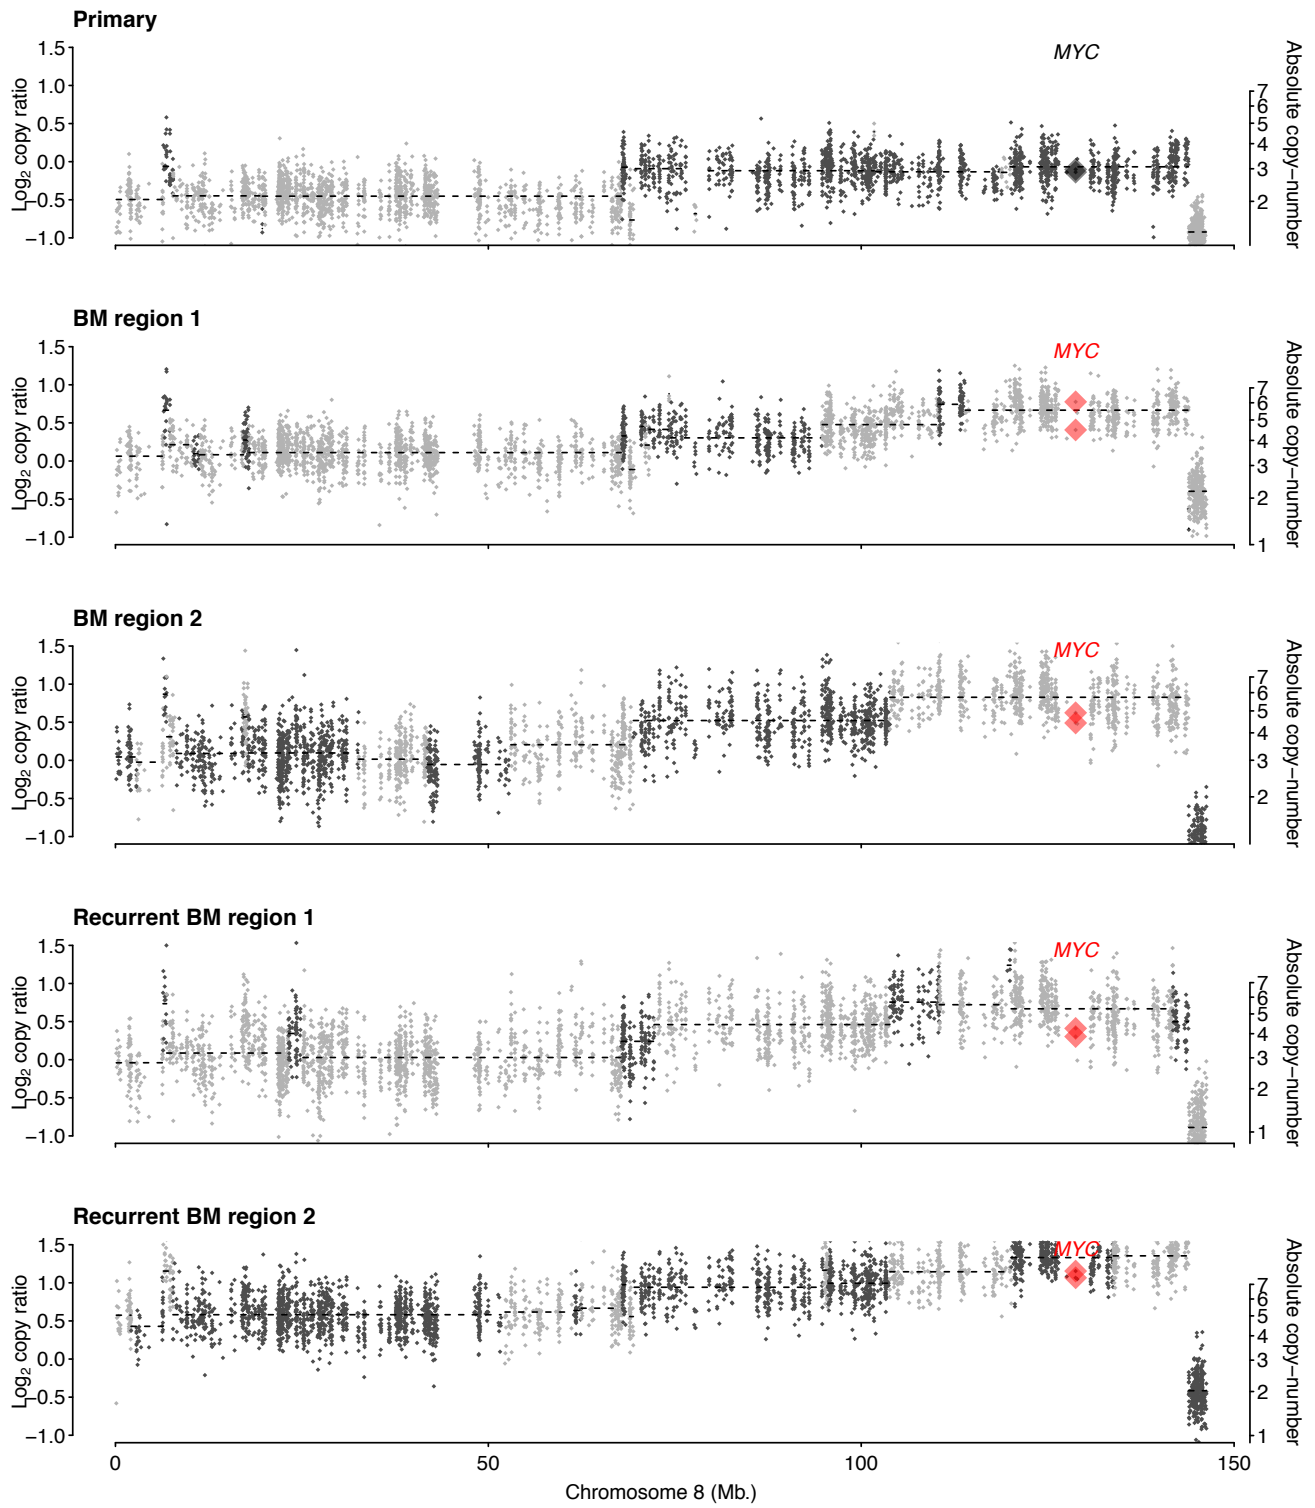 Primary
MYC
Log2 copy ratio
1.5
1.0
0.5
0.0
−0.5
−1.0
Absolute copy−number
7
6
5
4
3
2
BM region 1
MYC
Log2 copy ratio
1.5
1.0
0.5
0.0
−0.5
−1.0
Absolute copy−number
7
6
5
4
3
2
1
BM region 2
MYC
Log2 copy ratio
1.5
1.0
0.5
0.0
−0.5
−1.0
Absolute copy−number
7
6
5
4
3
2
Recurrent BM region 1
MYC
Log2 copy ratio
1.5
1.0
0.5
0.0
−0.5
−1.0
Absolute copy−number
7
6
5
4
3
2
1
Recurrent BM region 2
MYC
Log2 copy ratio
1.5
1.0
0.5
0.0
−0.5
−1.0
Absolute copy−number
7
6
5
4
3
2
1
0 50 100 150
Chromosome 8 (Mb.)